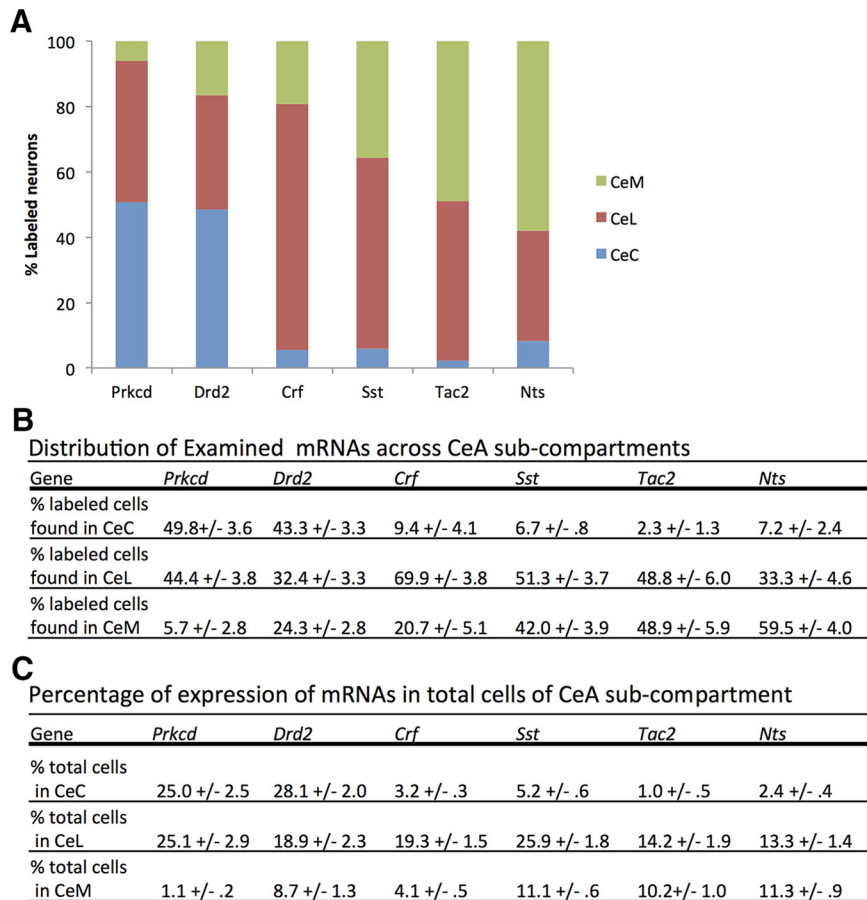 A
100
80
60
40
20
0
% Labeled neurons
CeM
CeL
CeC
Prkcd Drd2 Crf Sst Tac2 Nts
B
Distribution of Examined mRNAs across CeA sub-compartments
Gene Prkcd Drd2 Crf Sst Tac2 Nts
% labeled cells
found in CeC 49.8+/- 3.6 43.3 +/- 3.3 9.4 +/- 4.1 6.7 +/- .8 2.3 +/- 1.3 7.2 +/- 2.4
% labeled cells
found in CeL 44.4 +/- 3.8 32.4 +/- 3.3 69.9 +/- 3.8 51.3 +/- 3.7 48.8 +/- 6.0 33.3 +/- 4.6
% labeled cells
found in CeM 5.7 +/- 2.8 24.3 +/- 2.8 20.7 +/- 5.1 42.0 +/- 3.9 48.9 +/- 5.9 59.5 +/- 4.0
C
Percentage of expression of mRNAs in total cells of CeA sub-compartment
Gene Prkcd Drd2 Crf Sst Tac2 Nts
% total cells
in CeC 25.0 +/- 2.5 28.1 +/- 2.0 3.2 +/- .3 5.2 +/- .6 1.0 +/- .5 2.4 +/- .4
% total cells
in CeL 25.1 +/- 2.9 18.9 +/- 2.3 19.3 +/- 1.5 25.9 +/- 1.8 14.2 +/- 1.9 13.3 +/- 1.4
% total cells
in CeM 1.1 +/- .2 8.7 +/- 1.3 4.1 +/- .5 11.1 +/- .6 10.2+/- 1.0 11.3 +/- .9